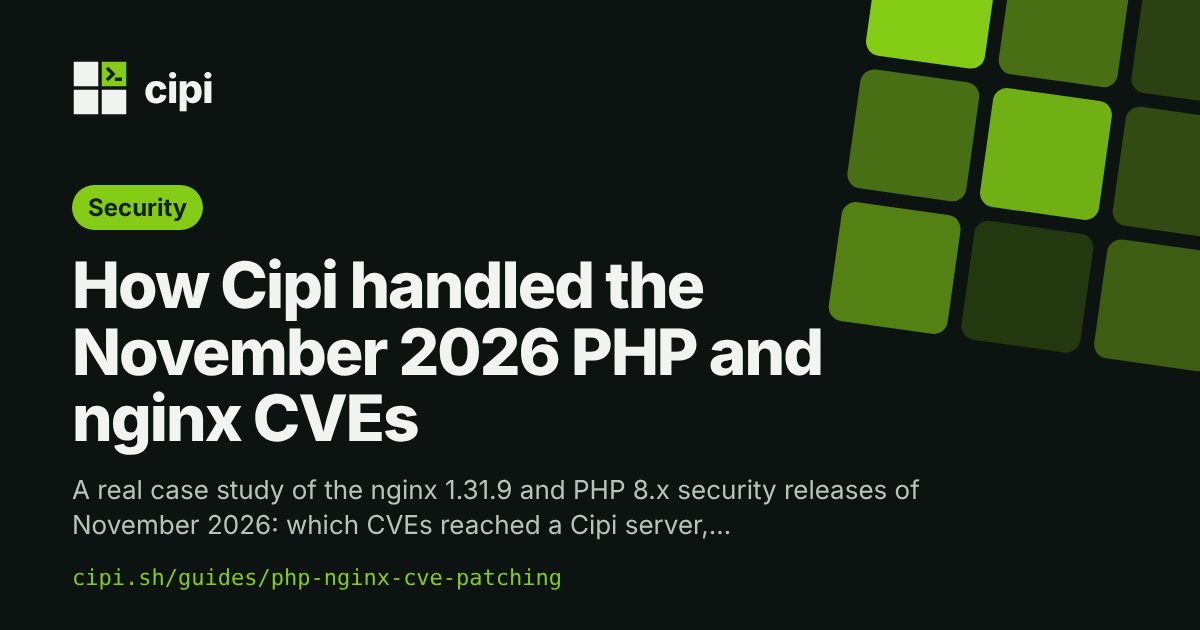 cipi
Security
How Cipi handled the
November 2026 PHP and
nginx CVEs
A real case study of the nginx 1.31.9 and PHP 8.x security releases of
November 2026: which CVEs reached a Cipi server,...
cipi.sh/guides/php-nginx-cve-patching